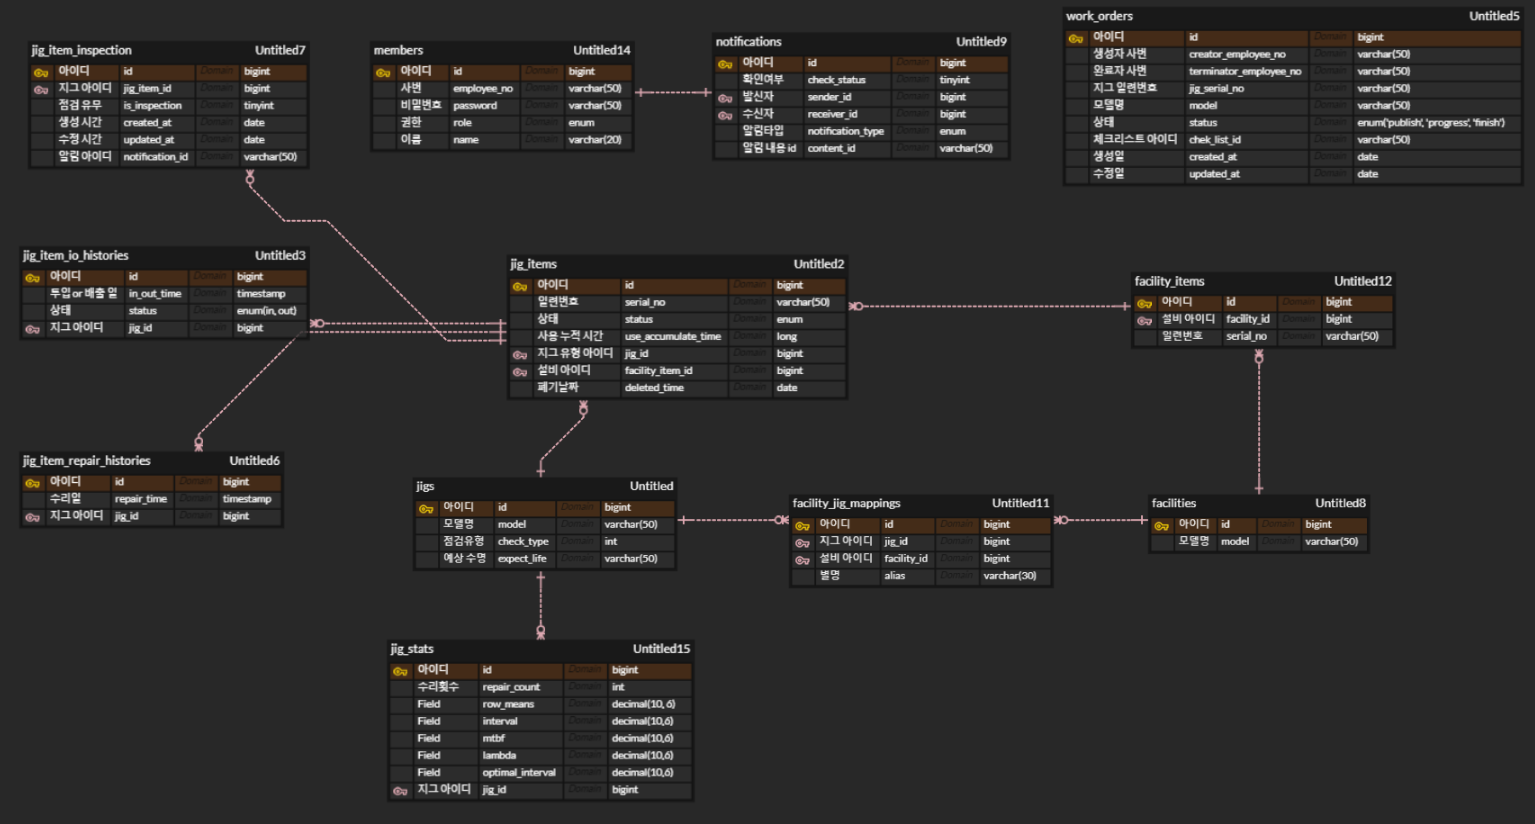 jig_item_inspection Untitled7
아이디 id Domain bigint
지그 아이디 jig_item_id Domain bigint
점검 유무 is_inspection Domain tinyint
생성 시간 created_at Domain date
수정 시간 updated_at Domain date
알림 아이디 notification_id Domain varchar(50)
members Untitled14
아이디 id Domain bigint
사번 employee_no Domain varchar(50)
비밀번호 password Domain varchar(50)
권한 role Domain enum
이름 name Domain varchar(20)
notifications Untitled9
아이디 id Domain bigint
확인여부 check_status Domain tinyint
발신자 sender_id Domain bigint
수신자 receiver_id Domain bigint
알림타입 notification_type Domain enum
알림 내용 id content_id Domain varchar(50)
work_orders Untitled5
아이디 id Domain bigint
생성자 사번 creator_employee_no Domain varchar(50)
완료자 사번 terminator_employee_no Domain varchar(50)
지그 일련번호 jig_serial_no Domain varchar(50)
모델명 model Domain varchar(50)
상태 status Domain enum('publish', 'progress', 'finish')
체크리스트 아이디 chek_list_id Domain varchar(50)
생성일 created_at Domain date
수정일 updated_at Domain date
jig_item_io_histories Untitled3
아이디 id Domain bigint
투입 or 배출 일 in_out_time Domain timestamp
상태 status Domain enum(in, out)
지그 아이디 jig_id Domain bigint
jig_items Untitled2
아이디 id Domain bigint
일련번호 serial_no Domain varchar(50)
상태 status Domain enum
사용 누적 시간 use_accumulate_time Domain long
지그 유형 아이디 jig_id Domain bigint
설비 아이디 facility_item_id Domain bigint
폐기날짜 deleted_time Domain date
facility_items Untitled12
아이디 id Domain bigint
설비 아이디 facility_id Domain bigint
일련번호 serial_no Domain varchar(50)
jig_item_repair_histories Untitled6
아이디 id Domain bigint
수리일 repair_time Domain timestamp
지그 아이디 jig_id Domain bigint
jigs Untitled
아이디 id Domain bigint
모델명 model Domain varchar(50)
점검유형 check_type Domain int
예상 수명 expect_life Domain varchar(50)
facility_jig_mappings Untitled11
아이디 id Domain bigint
지그 아이디 jig_id Domain bigint
설비 아이디 facility_id Domain bigint
별명 alias Domain varchar(30)
facilities Untitled8
아이디 id Domain bigint
모델명 model Domain varchar(50)
jig_stats Untitled15
아이디 id Domain bigint
수리횟수 repair_count Domain int
Field row_means Domain decimal(10, 6)
Field interval Domain decimal(10,6)
Field mtbf Domain decimal(10,6)
Field lambda Domain decimal(10,6)
Field optimal_interval Domain decimal(10,6)
지그 아이디 jig_id Domain bigint